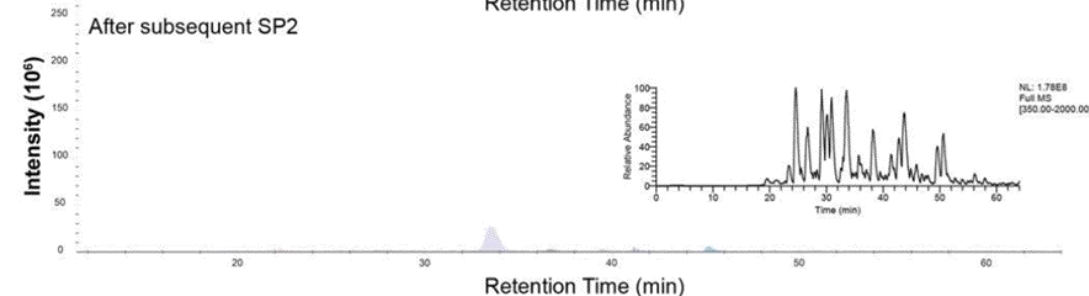 Retention Time (min)
250
After subsequent SP2
200
150
100
50
0
Intensity (10⁶)
20 30 40 50 60
Retention Time (min)
100
80
60
40
20
0
Relative Abundance
0 10 20 30 40 50 60
Time (min)
NL: 1.78E8
Full MS
[350.00-2000.00